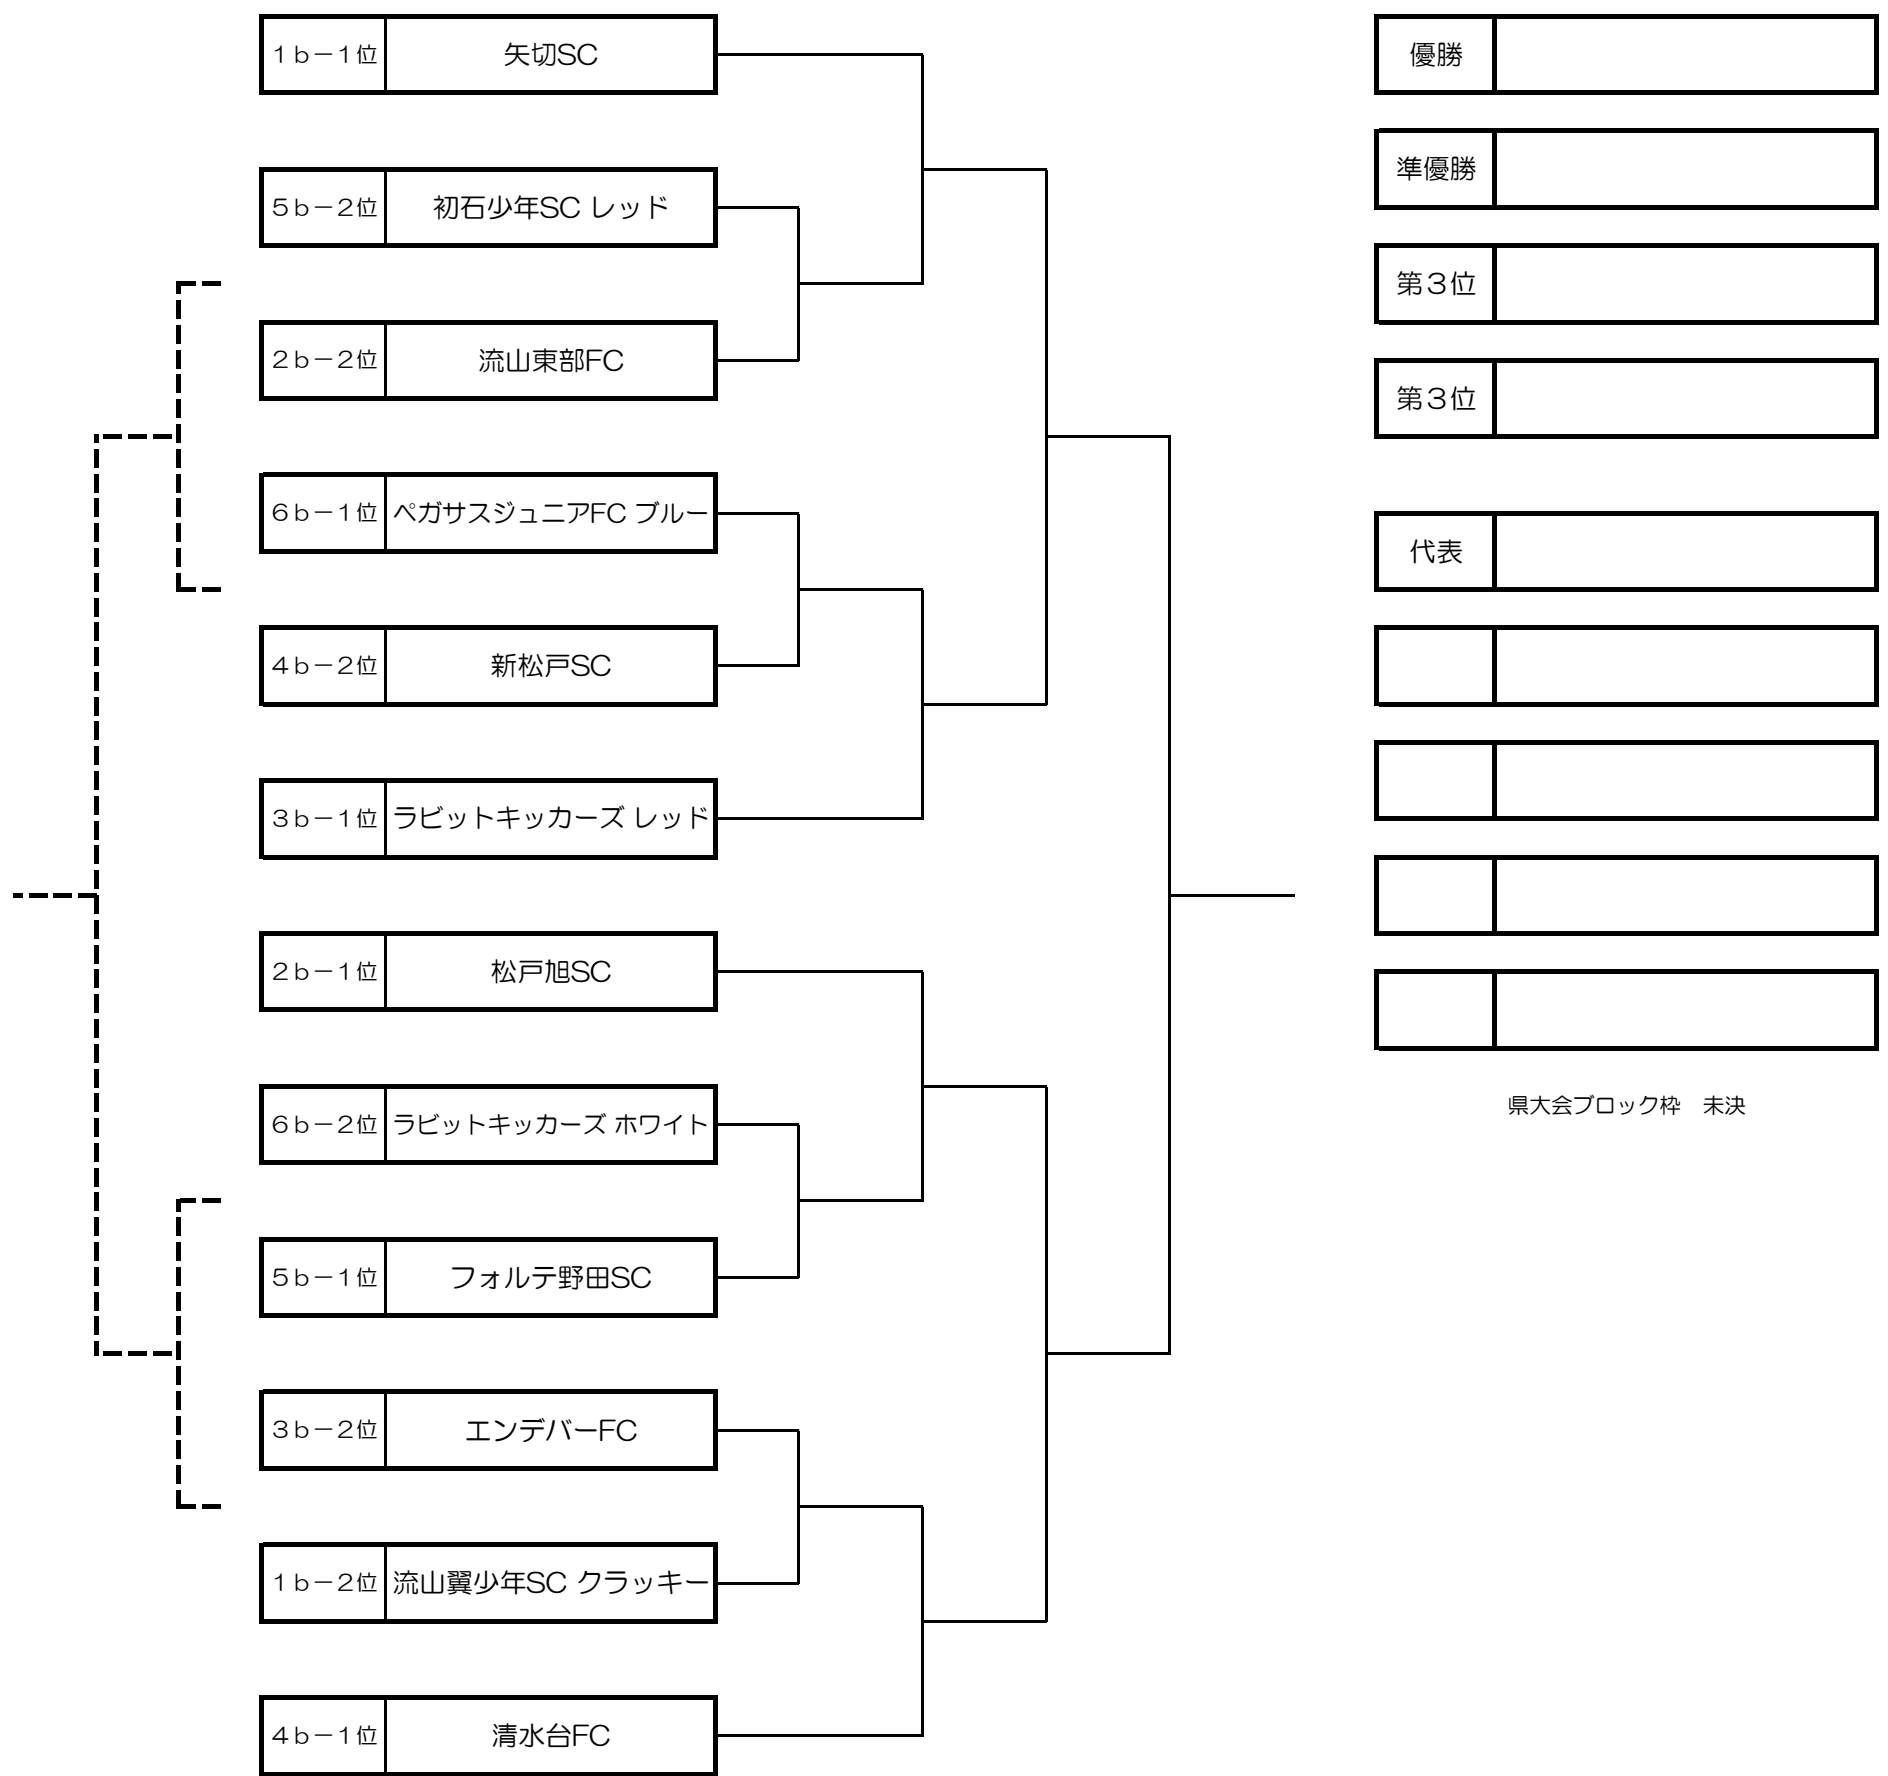 1b－1位 矢切SC
5b－2位 初石少年SC レッド
2b－2位 流山東部FC
6b－1位 ペガサスジュニアFC ブルー
4b－2位 新松戸SC
3b－1位 ラビットキッカーズ レッド
2b－1位 松戸旭SC
6b－2位 ラビットキッカーズ ホワイト
5b－1位 フォルテ野田SC
3b－2位 エンデバーFC
1b－2位 流山翼少年SC クラッキー
4b－1位 清水台FC
優勝
準優勝
第３位
第３位
代表
県大会ブロック枠　未決